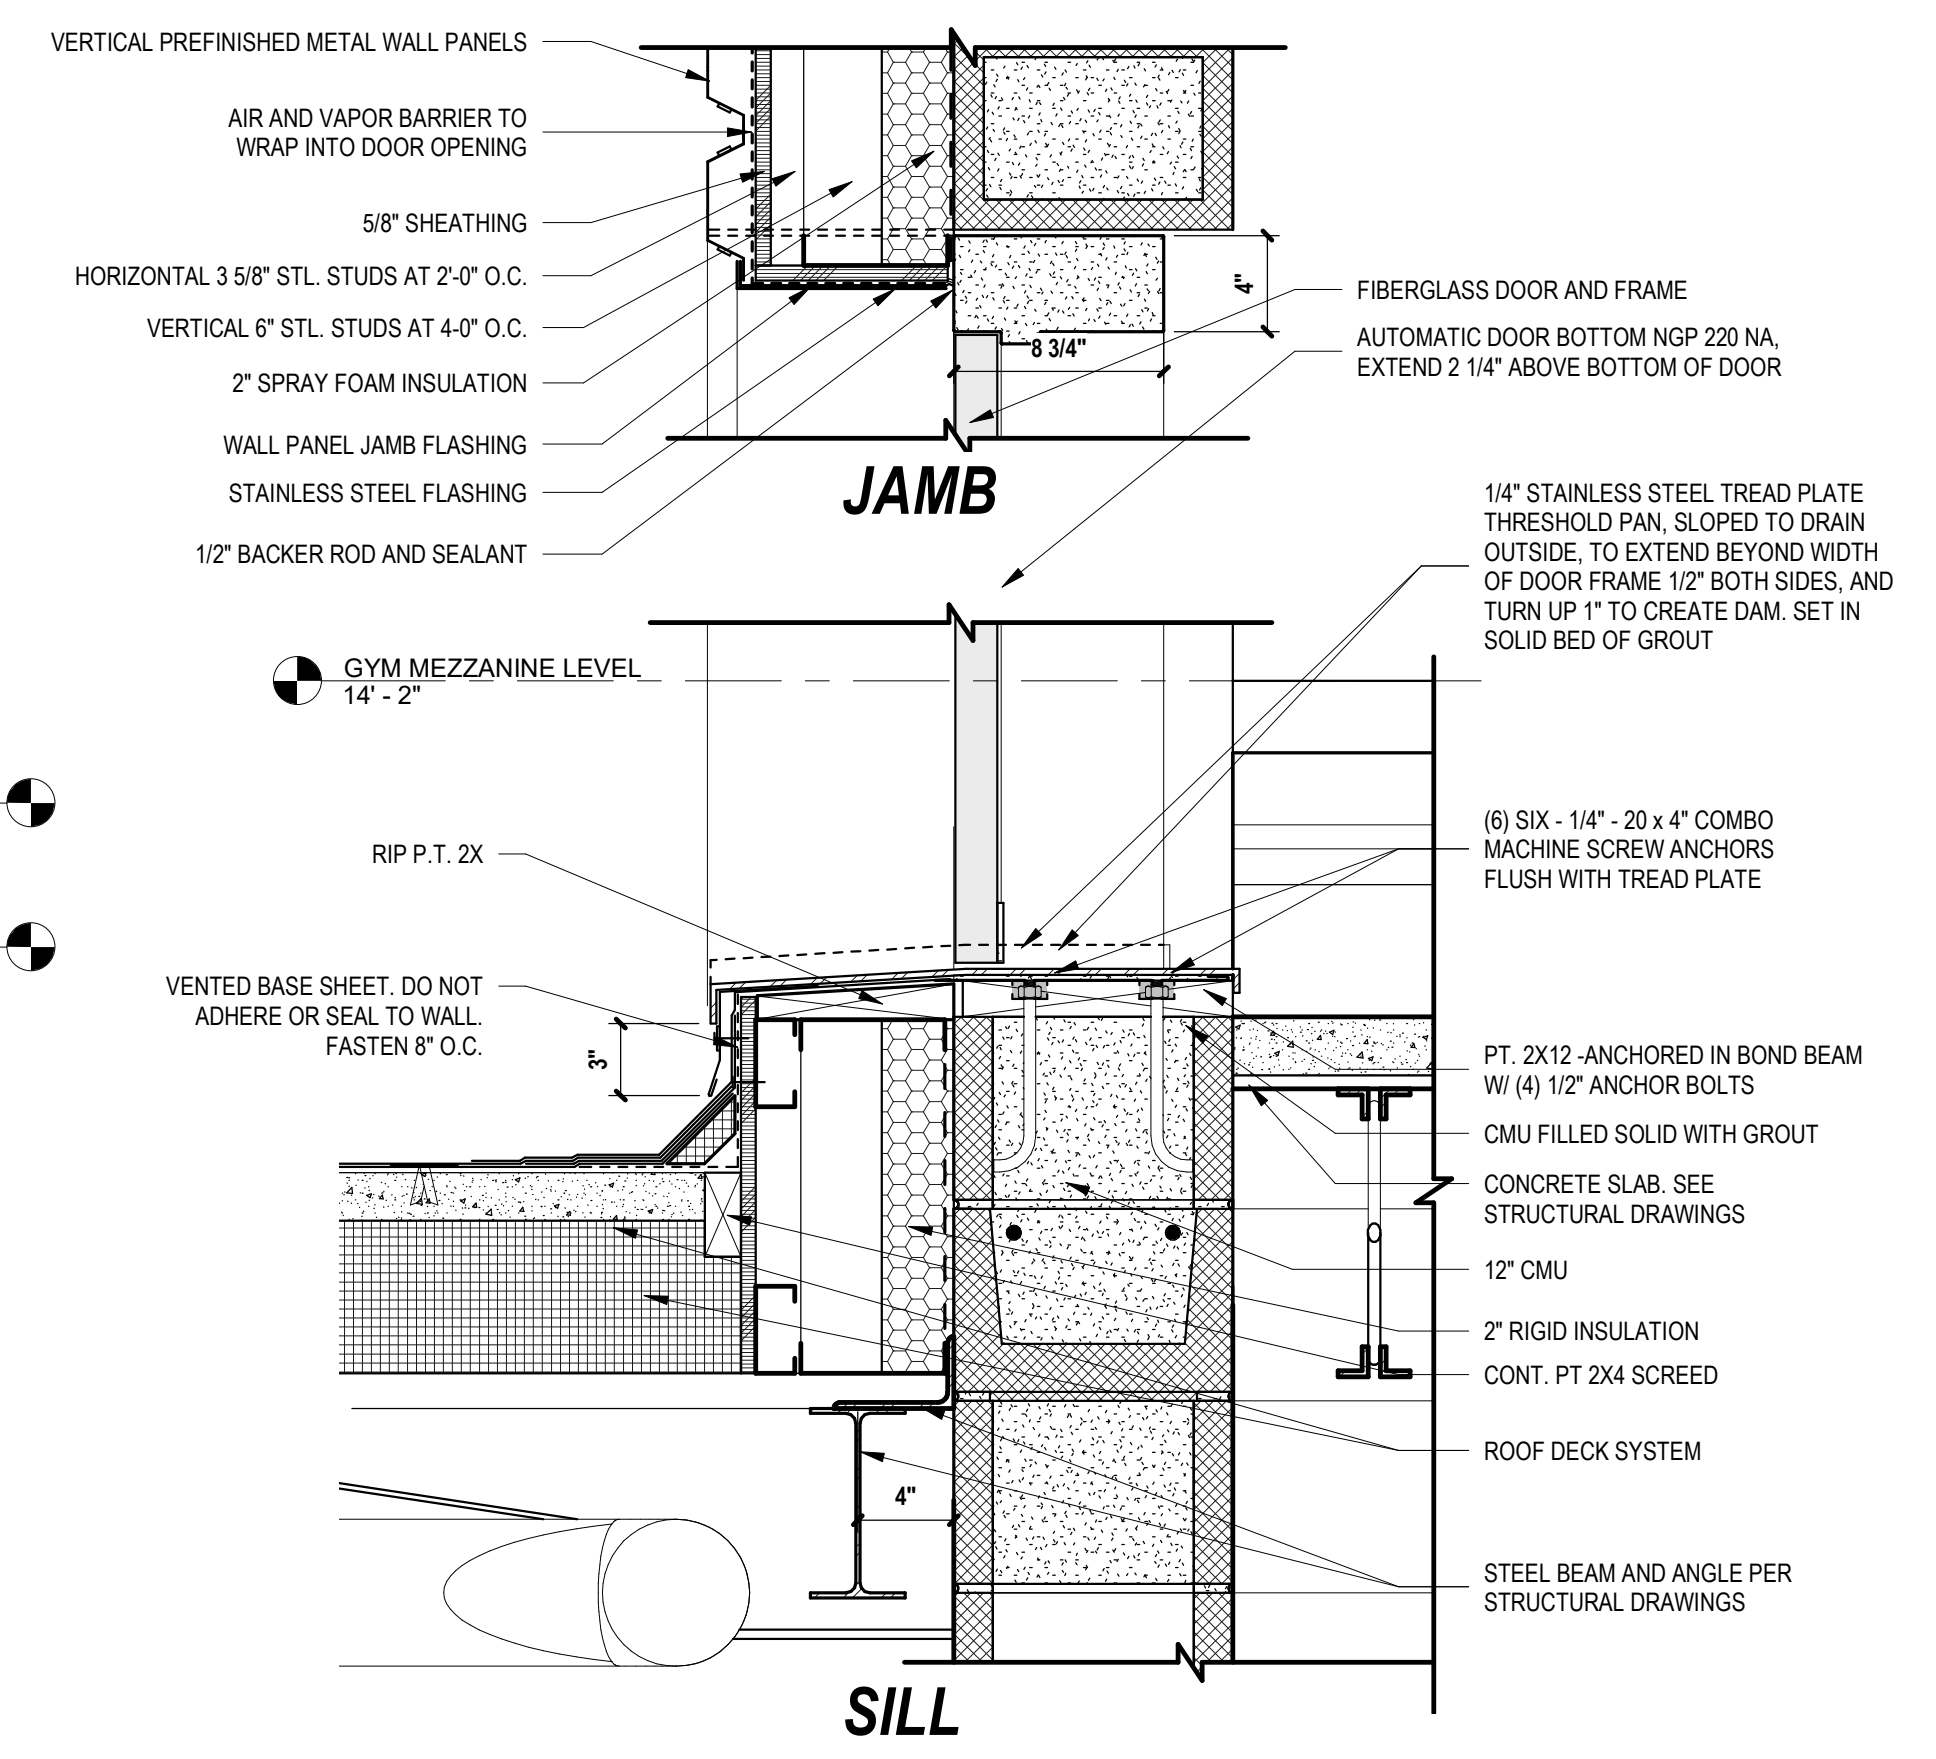 VERTICAL PREFINISHED METAL WALL PANELS
AIR AND VAPOR BARRIER TO
WRAP INTO DOOR OPENING
5/8" SHEATHING
HORIZONTAL 3 5/8" STL. STUDS AT 2'-0" O.C.
VERTICAL 6" STL. STUDS AT 4-0" O.C.
2" SPRAY FOAM INSULATION
WALL PANEL JAMB FLASHING
STAINLESS STEEL FLASHING
1/2" BACKER ROD AND SEALANT
4"
8 3/4"
FIBERGLASS DOOR AND FRAME
AUTOMATIC DOOR BOTTOM NGP 220 NA,
EXTEND 2 1/4" ABOVE BOTTOM OF DOOR
JAMB
1/4" STAINLESS STEEL TREAD PLATE
THRESHOLD PAN, SLOPED TO DRAIN
OUTSIDE, TO EXTEND BEYOND WIDTH
OF DOOR FRAME 1/2" BOTH SIDES, AND
TURN UP 1" TO CREATE DAM. SET IN
SOLID BED OF GROUT
GYM MEZZANINE LEVEL
14' - 2"
RIP P.T. 2X
VENTED BASE SHEET. DO NOT
ADHERE OR SEAL TO WALL.
FASTEN 8" O.C.
3"
(6) SIX - 1/4" - 20 x 4" COMBO
MACHINE SCREW ANCHORS
FLUSH WITH TREAD PLATE
PT. 2X12 -ANCHORED IN BOND BEAM
W/ (4) 1/2" ANCHOR BOLTS
CMU FILLED SOLID WITH GROUT
CONCRETE SLAB. SEE
STRUCTURAL DRAWINGS
12" CMU
2" RIGID INSULATION
CONT. PT 2X4 SCREED
ROOF DECK SYSTEM
4"
STEEL BEAM AND ANGLE PER
STRUCTURAL DRAWINGS
SILL